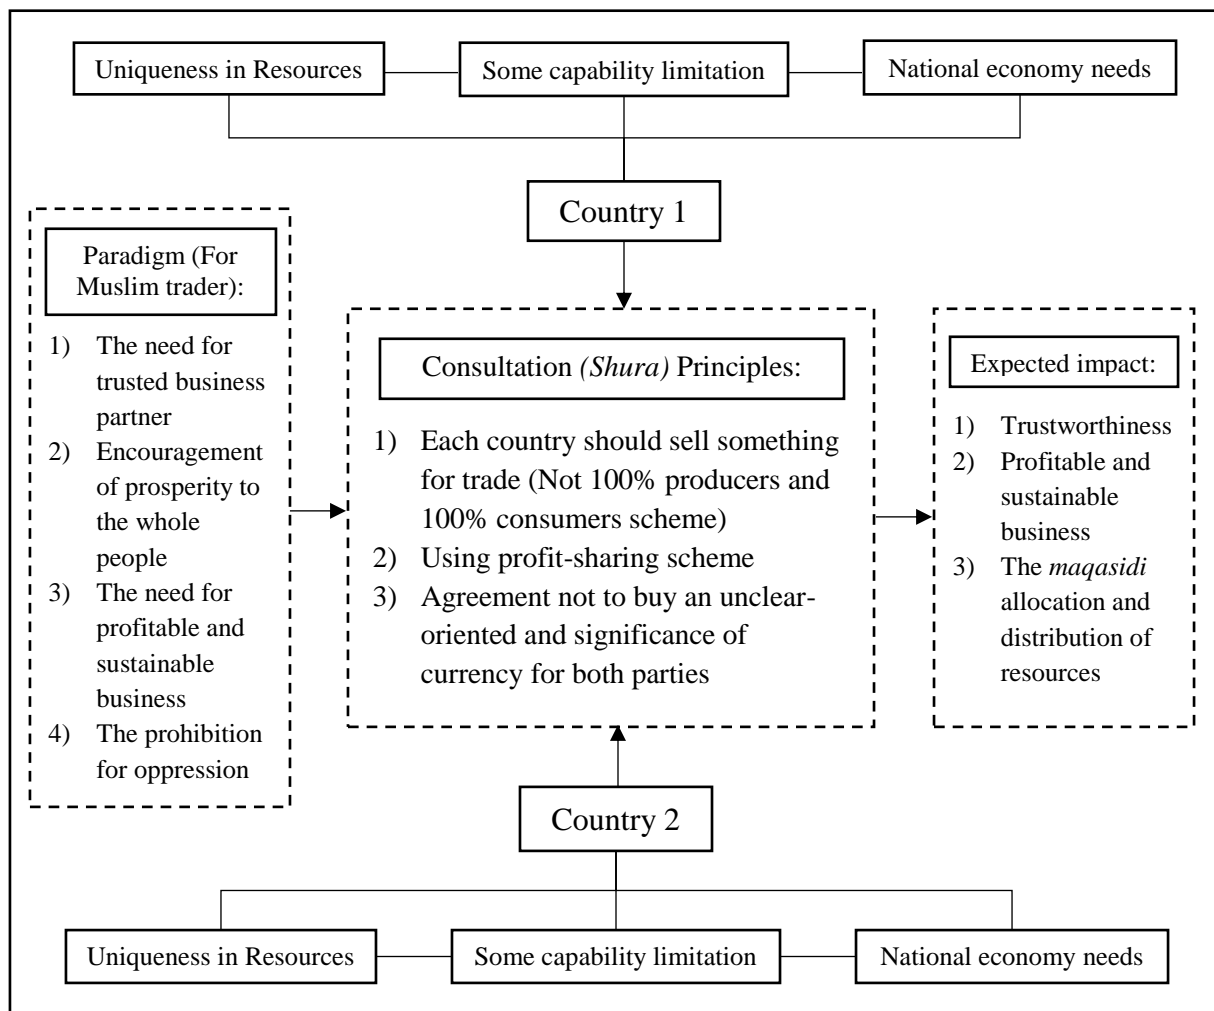 Uniqueness in Resources
Some capability limitation
National economy needs
Country 1
Paradigm (For
Muslim trader):
1) The need for
trusted business
partner
2) Encouragement
of prosperity to
the whole
people
3) The need for
profitable and
sustainable
business
4) The prohibition
for oppression
Consultation (Shura) Principles:
1) Each country should sell something
for trade (Not 100% producers and
100% consumers scheme)
2) Using profit-sharing scheme
3) Agreement not to buy an unclear-
oriented and significance of
currency for both parties
Expected impact:
1) Trustworthiness
2) Profitable and
sustainable
business
3) The maqasidi
allocation and
distribution of
resources
Country 2
Uniqueness in Resources
Some capability limitation
National economy needs